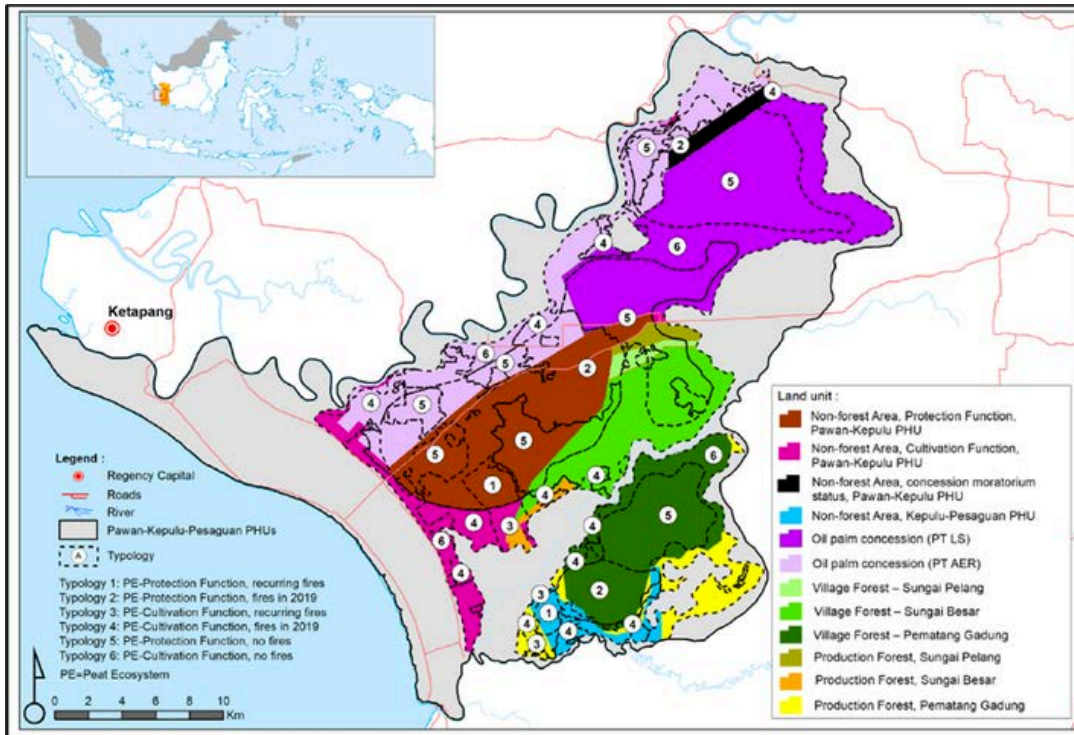 Ketapang
Legend :
Regency Capital
Roads
River
Pawan-Kepulu-Pesaguan PHUs
A Typology
Typology 1: PE-Protection Function, recurring fires
Typology 2: PE-Protection Function, fires in 2019
Typology 3: PE-Cultivation Function, recurring fires
Typology 4: PE-Cultivation Function, fires in 2019
Typology 5: PE-Protection Function, no fires
Typology 6: PE-Cultivation Function, no fires
PE=Peat Ecosystem
0 2 4 6 8 10
Km
4
2
5
5
4
6
5
4
6
5
2
4
5
5
5
1
4
6
4
3
4
4
6
5
4
4
2
3
1
4
4
4
3
Land unit :
Non-forest Area, Protection Function,
Pawan-Kepulu PHU
Non-forest Area, Cultivation Function,
Pawan-Kepulu PHU
Non-forest Area, concession moratorium
status, Pawan-Kepulu PHU
Non-forest Area, Kepulu-Pesaguan PHU
Oil palm concession (PT LS)
Oil palm concession (PT AER)
Village Forest – Sungai Pelang
Village Forest – Sungai Besar
Village Forest – Pematang Gadung
Production Forest, Sungai Pelang
Production Forest, Sungai Besar
Production Forest, Pematang Gadung